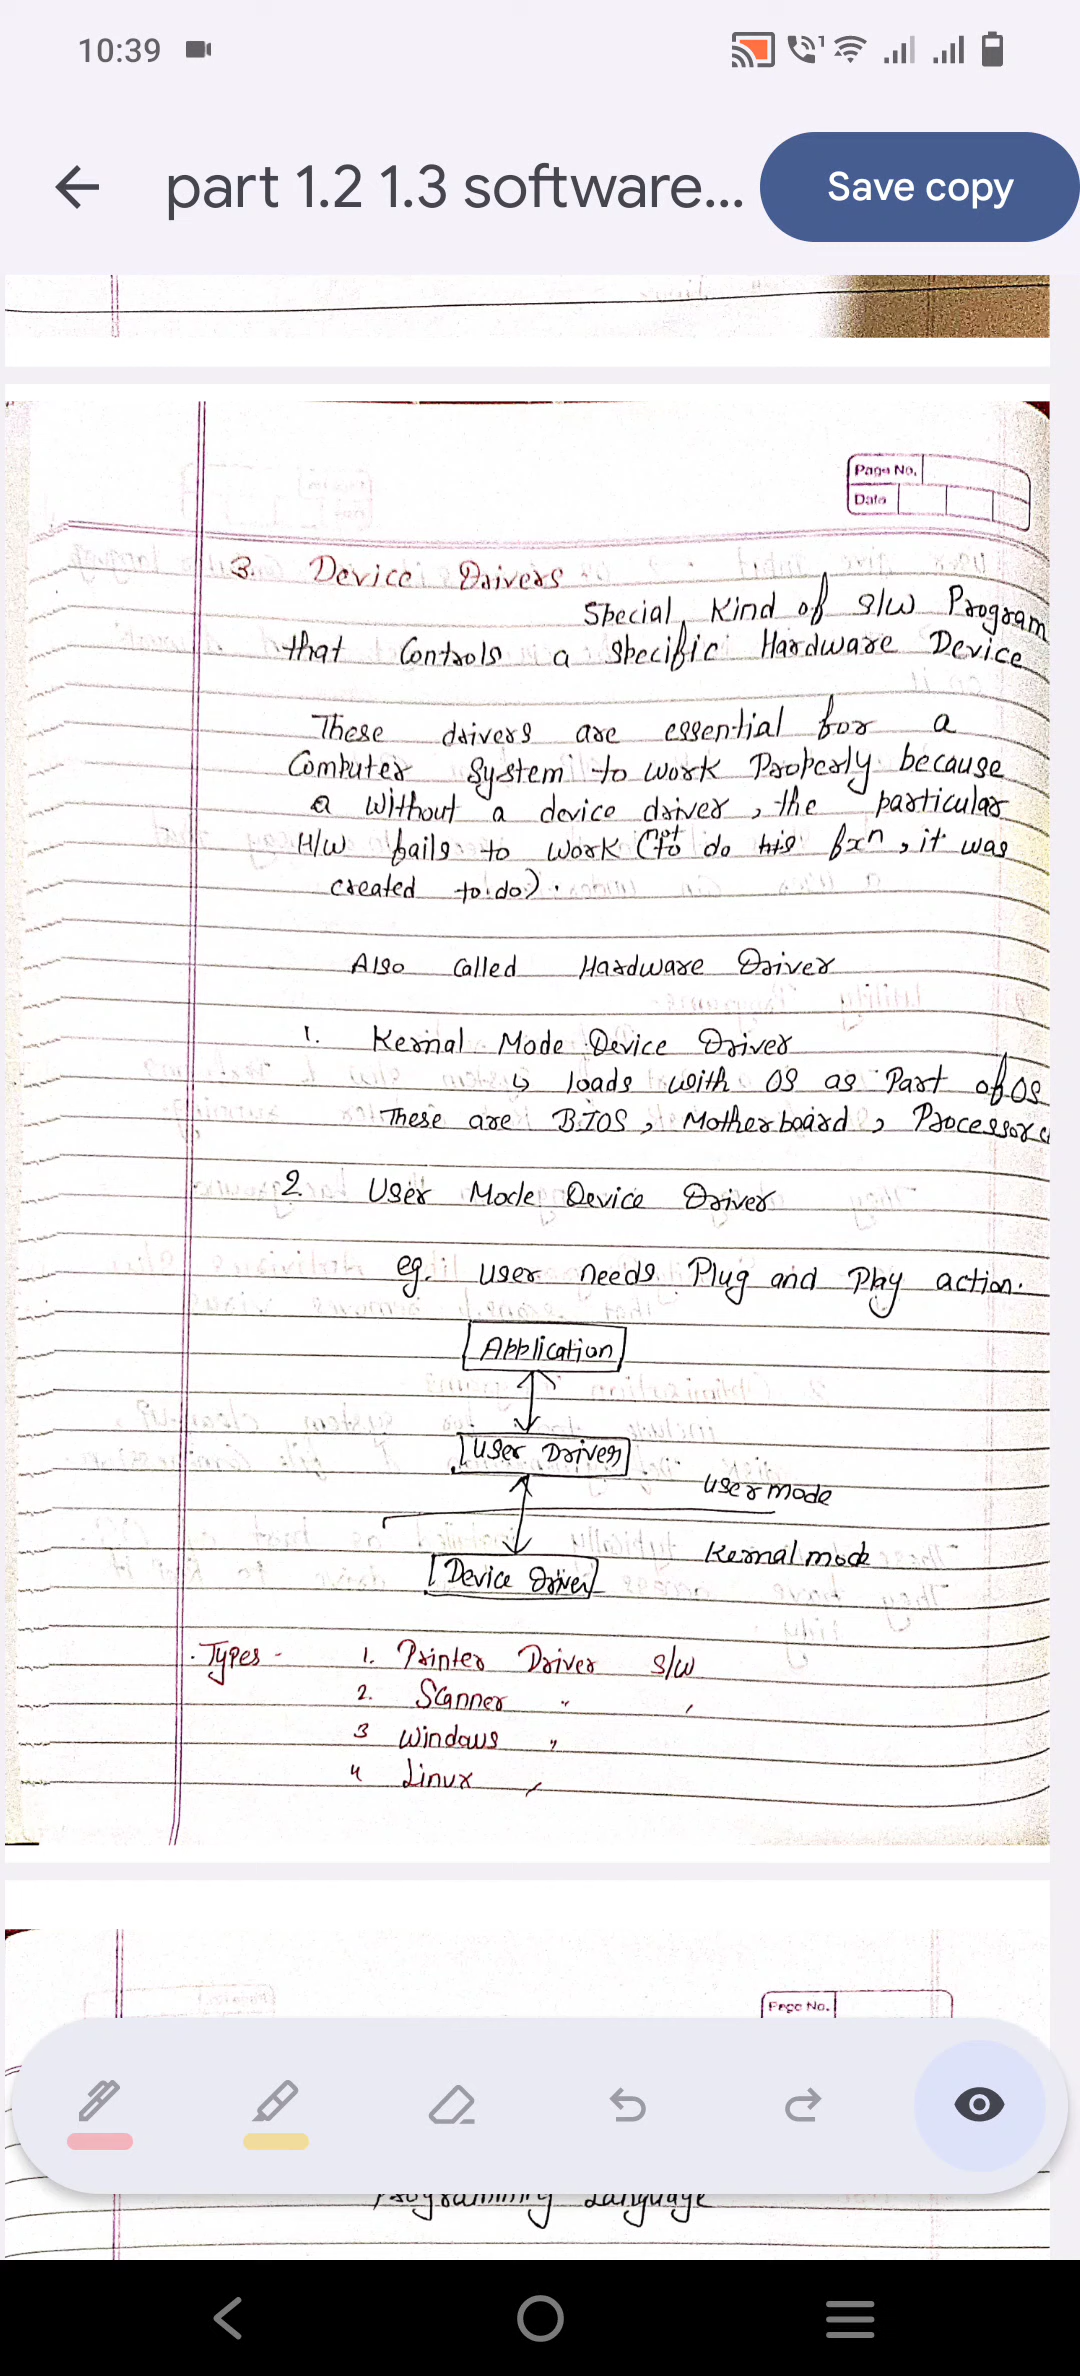 10:39
part 1.2 1.3 software...
Save copy
Page No.
Date
3. Device Drivers
Special Kind of S/W Program
that Controls a specific Hardware Device
These drivers are essential for a
Computer System to work Properly because
a without a device driver, the particular
H/W fails to work (not
to do his fxn, it was
created to do).
Also Called Hardware Driver
1. Kernal Mode Device Driver
↳ loads with OS as Part of OS
These are BIOS, Motherboard, Processor
2 User Mode Device Driver
eg. user needs Plug and Play action.
Application
User Driver
user mode
Kernal mode
Device Driver
Types - 1. Printer Driver S/W
2. Scanner " "
3 Windows "
4 Linux "
Page No.
Programming Language